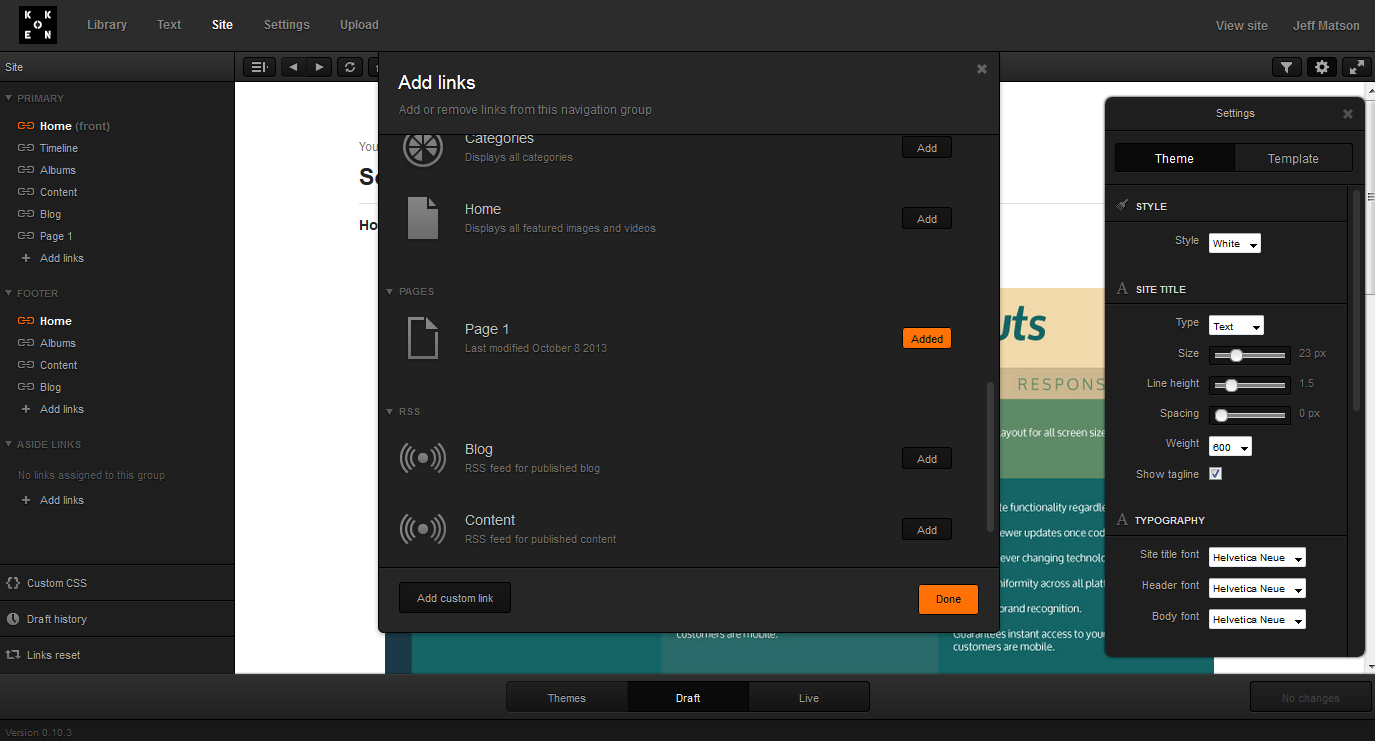 KOKEN
Library Text Site Settings Upload
View site Jeff Matson
Site
PRIMARY
Home (front)
Timeline
Albums
Content
Blog
Page 1
Add links
FOOTER
Home
Albums
Content
Blog
Add links
ASIDE LINKS
No links assigned to this group
Add links
Custom CSS
Draft history
Links reset
You
Ho
Add links
Add or remove links from this navigation group
Categories
Displays all categories
Add
Home
Displays all featured images and videos
Add
PAGES
Page 1
Last modified October 8 2013
Added
RSS
Blog
RSS feed for published blog
Add
Content
RSS feed for published content
Add
Add custom link
Done
uts
RESPONS
ayout for all screen size
te functionality regardle
ewer updates once cod
ever changing technolo
niformity across all platf
brand recognition.
customers are mobile.
Guarantees instant access to your
customers are mobile.
Settings
Theme Template
STYLE
Style White
SITE TITLE
Type Text
Size 23 px
Line height 1.5
Spacing 0 px
Weight 600
Show tagline
TYPOGRAPHY
Site title font Helvetica Neue
Header font Helvetica Neue
Body font Helvetica Neue
Themes Draft Live
No changes
Version 0.10.3